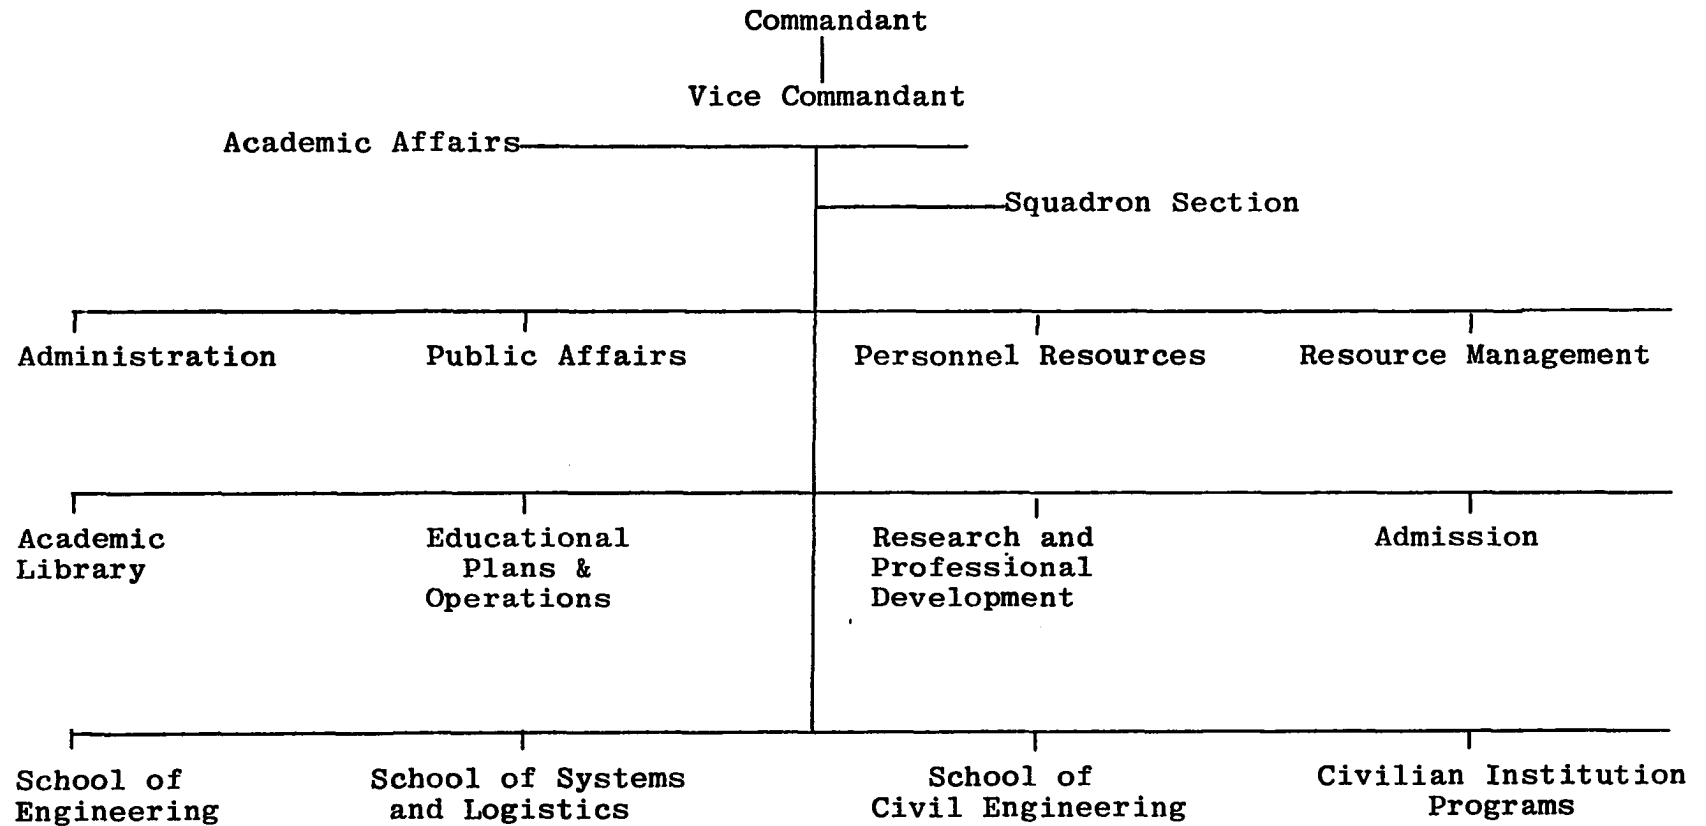 Commandant
Vice Commandant
Academic Affairs
Squadron Section
Administration
Public Affairs
Personnel Resources
Resource Management
Academic
Library
Educational
Plans &
Operations
Research and
Professional
Development
Admission
School of
Engineering
School of Systems
and Logistics
School of
Civil Engineering
Civilian Institution
Programs